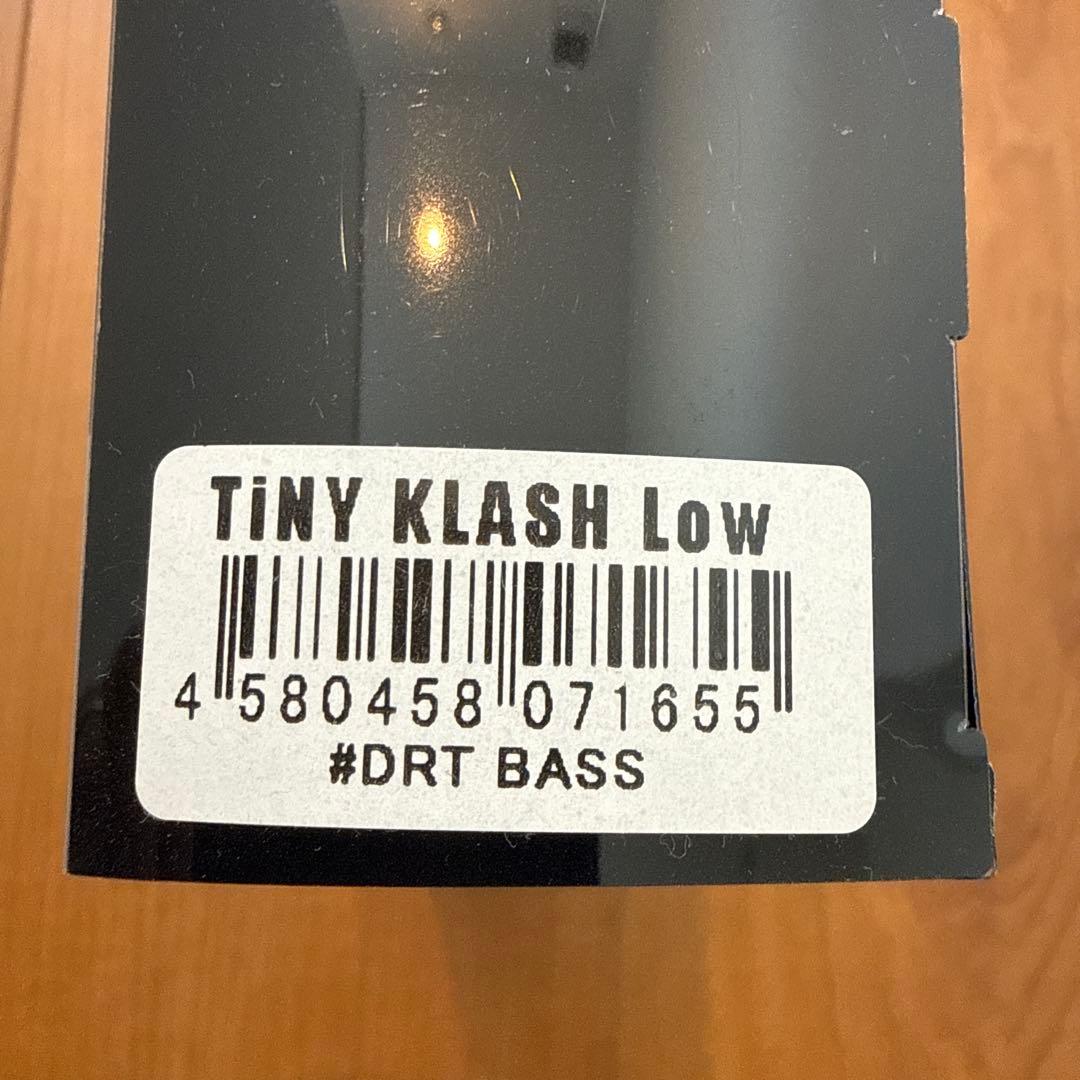 TiNY KLASH Low
4 580458 071655
#DRT BASS